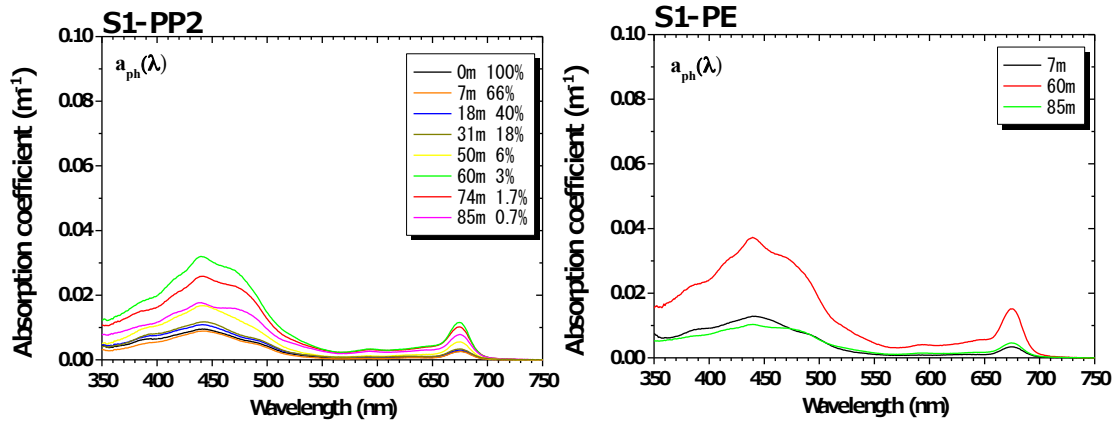 S1-PP2
a_ph(λ)
0m 100%
7m 66%
18m 40%
31m 18%
50m 6%
60m 3%
74m 1.7%
85m 0.7%
Absorption coefficient (m⁻¹)
0.10
0.08
0.06
0.04
0.02
0.00
350 400 450 500 550 600 650 700 750
Wavelength (nm)
S1-PE
a_ph(λ)
7m
60m
85m
Absorption coefficient (m⁻¹)
0.10
0.08
0.06
0.04
0.02
0.00
350 400 450 500 550 600 650 700 750
Wavelength (nm)